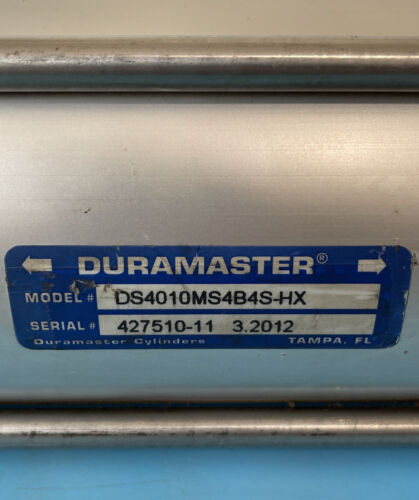 DURAMASTER®
MODEL # DS4010MS4B4S-HX
SERIAL # 427510-11 3.2012
Duramaster Cylinders TAMPA, FL